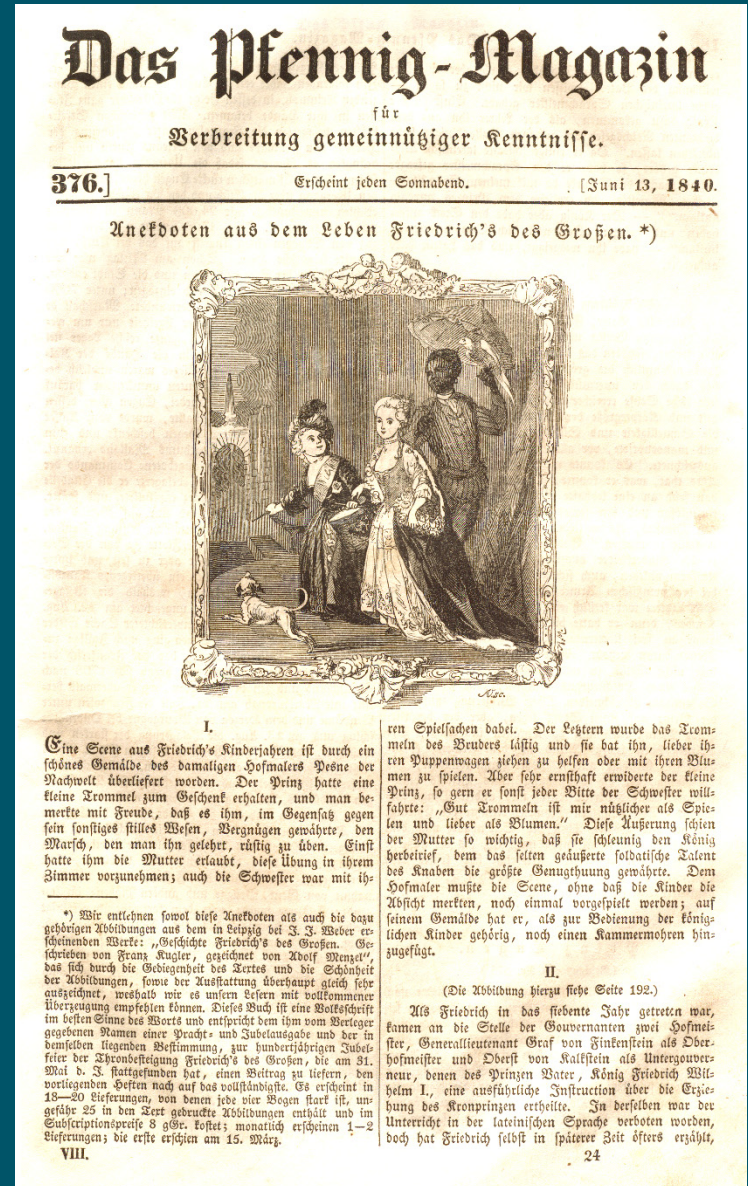 Das Pfennig-Magazin
für
Verbreitung gemeinnütziger Kenntnisse.
376.]
Erscheint jeden Sonnabend.
[Juni 13, 1840.
Anekdoten aus dem Leben Friedrich's des Großen. *)
I.
Eine Scene aus Friedrich's Kinderjahren ist durch ein
schönes Gemälde des damaligen Hofmalers Pesne der
Nachwelt überliefert worden. Der Prinz hatte eine
kleine Trommel zum Geschenk erhalten, und man be-
merkte mit Freude, daß es ihm, im Gegensatz gegen
sein sonstiges stilles Wesen, Vergnügen gewährte, den
Marsch, den man ihn gelehrt, rüstig zu üben. Einst
hatte ihm die Mutter erlaubt, diese Übung in ihrem
Zimmer vorzunehmen; auch die Schwester war mit ih-
*) Wir entlehnen sowol diese Anekdoten als auch die dazu
gehörigen Abbildungen aus dem in Leipzig bei J. J. Weber er-
scheinenden Werke: „Geschichte Friedrich's des Großen. Ge-
schrieben von Franz Kugler, gezeichnet von Adolf Menzel",
das sich durch die Gediegenheit des Textes und die Schönheit
der Abbildungen, sowie der Ausstattung überhaupt gleich sehr
auszeichnet, weshalb wir es unsern Lesern mit vollkommener
Überzeugung empfehlen können. Dieses Buch ist eine Volksschrift
im besten Sinne des Worts und entspricht dem ihm vom Verleger
gegebenen Namen einer Pracht- und Jubelausgabe und der in
demselben liegenden Bestimmung, zur hundertjährigen Jubel-
feier der Thronbesteigung Friedrich's des Großen, die am 31.
Mai d. J. stattgefunden hat, einen Beitrag zu liefern, den
vorliegenden Heften nach auf das vollständigste. Es erscheint in
18—20 Lieferungen, von denen jede vier Bogen stark ist, un-
gefähr 25 in den Text gedruckte Abbildungen enthält und im
Subscriptionspreise 8 gGr. kostet; monatlich erscheinen 1—2
Lieferungen; die erste erschien am 15. März.
VIII.
ren Spielsachen dabei. Der Letztern wurde das Trom-
meln des Bruders lästig und sie bat ihn, lieber ih-
ren Puppenwagen ziehen zu helfen oder mit ihren Blu-
men zu spielen. Aber sehr ernsthaft erwiderte der kleine
Prinz, so gern er sonst jeder Bitte der Schwester will-
fahrte: „Gut Trommeln ist mir nützlicher als Spie-
len und lieber als Blumen." Diese Äußerung schien
der Mutter so wichtig, daß sie schleunig den König
herbeirief, dem das selten geäußerte soldatische Talent
des Knaben die größte Genugthuung gewährte. Dem
Hofmaler mußte die Scene, ohne daß die Kinder die
Absicht merkten, noch einmal vorgespielt werden; auf
seinem Gemälde hat er, als zur Bedienung der könig-
lichen Kinder gehörig, noch einen Kammermohren hin-
zugefügt.
II.
(Die Abbildung hierzu siehe Seite 192.)
Als Friedrich in das siebente Jahr getreten war,
kamen an die Stelle der Gouvernanten zwei Hofmei-
ster, Generallieutenant Graf von Finkenstein als Ober-
hofmeister und Oberst von Kalkstein als Untergouver-
neur, denen des Prinzen Vater, König Friedrich Wil-
helm I., eine ausführliche Instruction über die Erzie-
hung des Kronprinzen ertheilte. In derselben war der
Unterricht in der lateinischen Sprache verboten worden,
doch hat Friedrich selbst in späterer Zeit öfters erzählt,
24